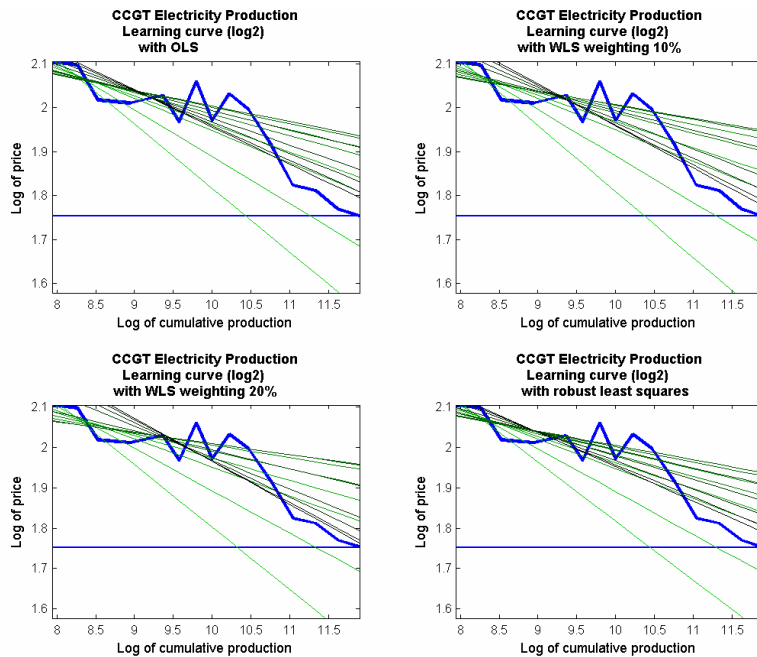 CCGT Electricity Production
Learning curve (log2)
with OLS
2.1
2
1.9
1.8
1.7
1.6
Log of price
8 8.5 9 9.5 10 10.5 11 11.5
Log of cumulative production
CCGT Electricity Production
Learning curve (log2)
with WLS weighting 10%
2.1
2
1.9
1.8
1.7
1.6
Log of price
8 8.5 9 9.5 10 10.5 11 11.5
Log of cumulative production
CCGT Electricity Production
Learning curve (log2)
with WLS weighting 20%
2.1
2
1.9
1.8
1.7
1.6
Log of price
8 8.5 9 9.5 10 10.5 11 11.5
Log of cumulative production
CCGT Electricity Production
Learning curve (log2)
with robust least squares
2.1
2
1.9
1.8
1.7
1.6
Log of price
8 8.5 9 9.5 10 10.5 11 11.5
Log of cumulative production